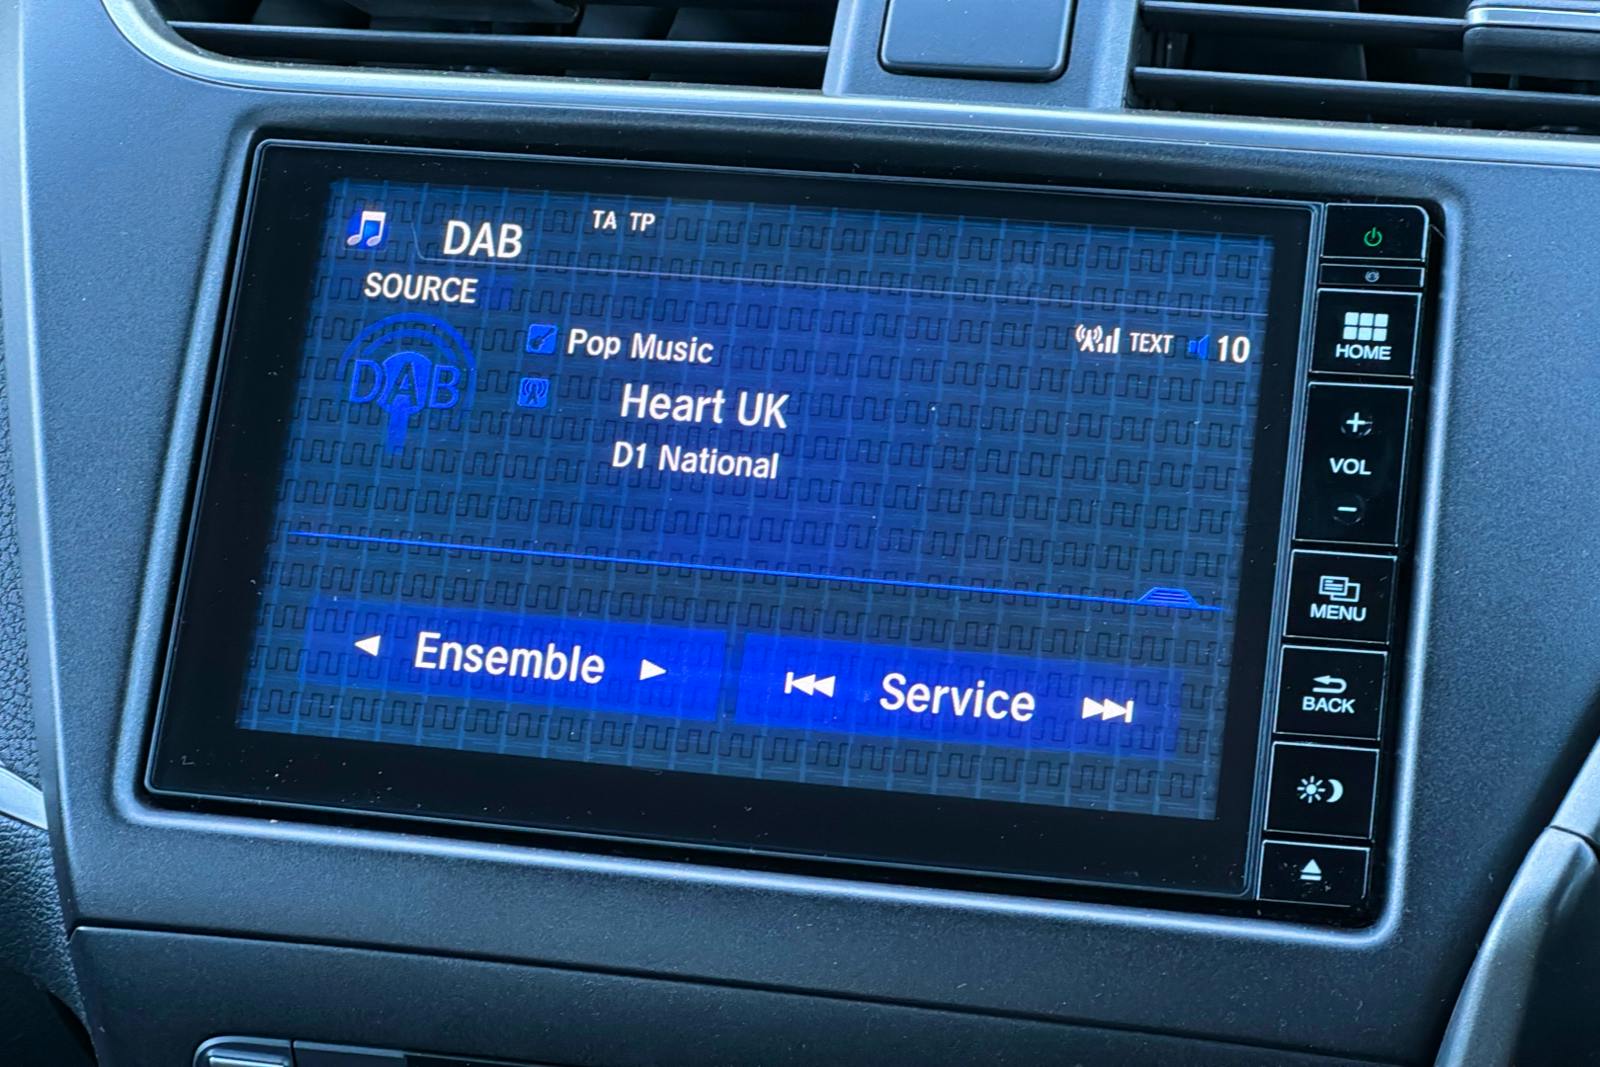 DAB
TA TP
SOURCE
DAB
Pop Music
TEXT 10
Heart UK
D1 National
Ensemble
Service
HOME
+
VOL
-
MENU
BACK